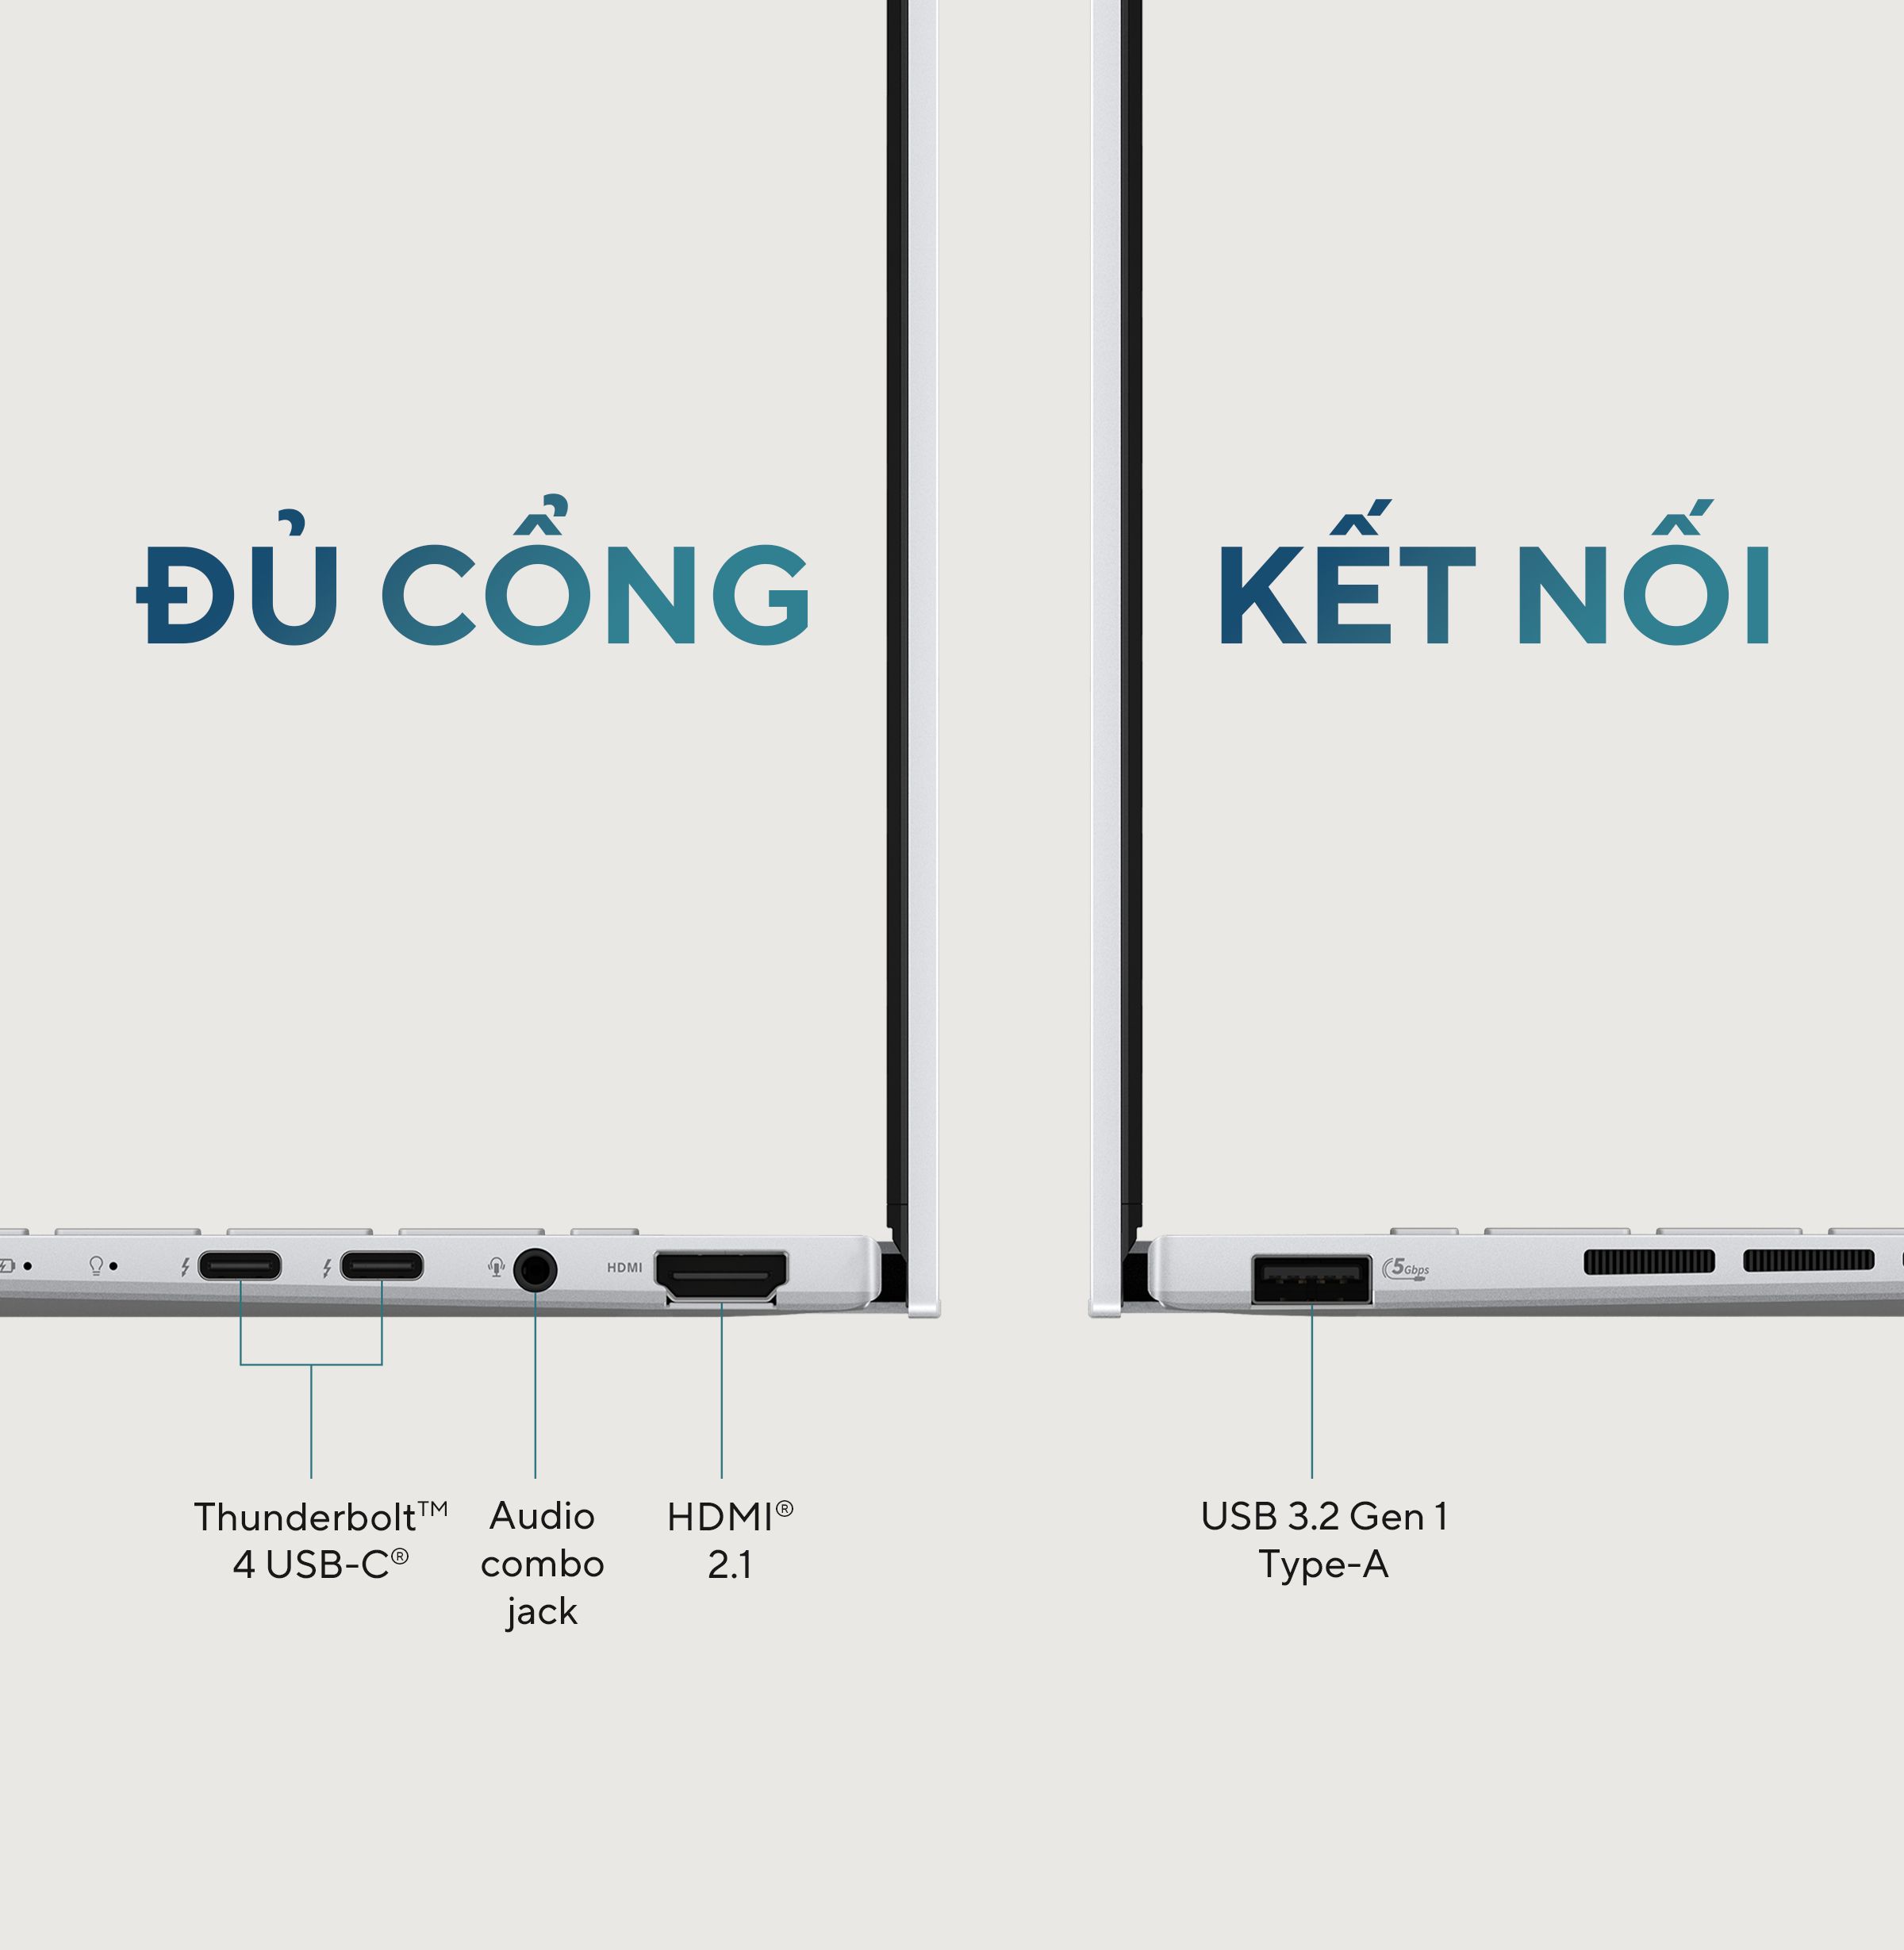 ĐỦ CỔNG
KẾT NỐI
HDMI
5Gbps
Thunderbolt™
4 USB-C®
Audio
combo
jack
HDMI®
2.1
USB 3.2 Gen 1
Type-A